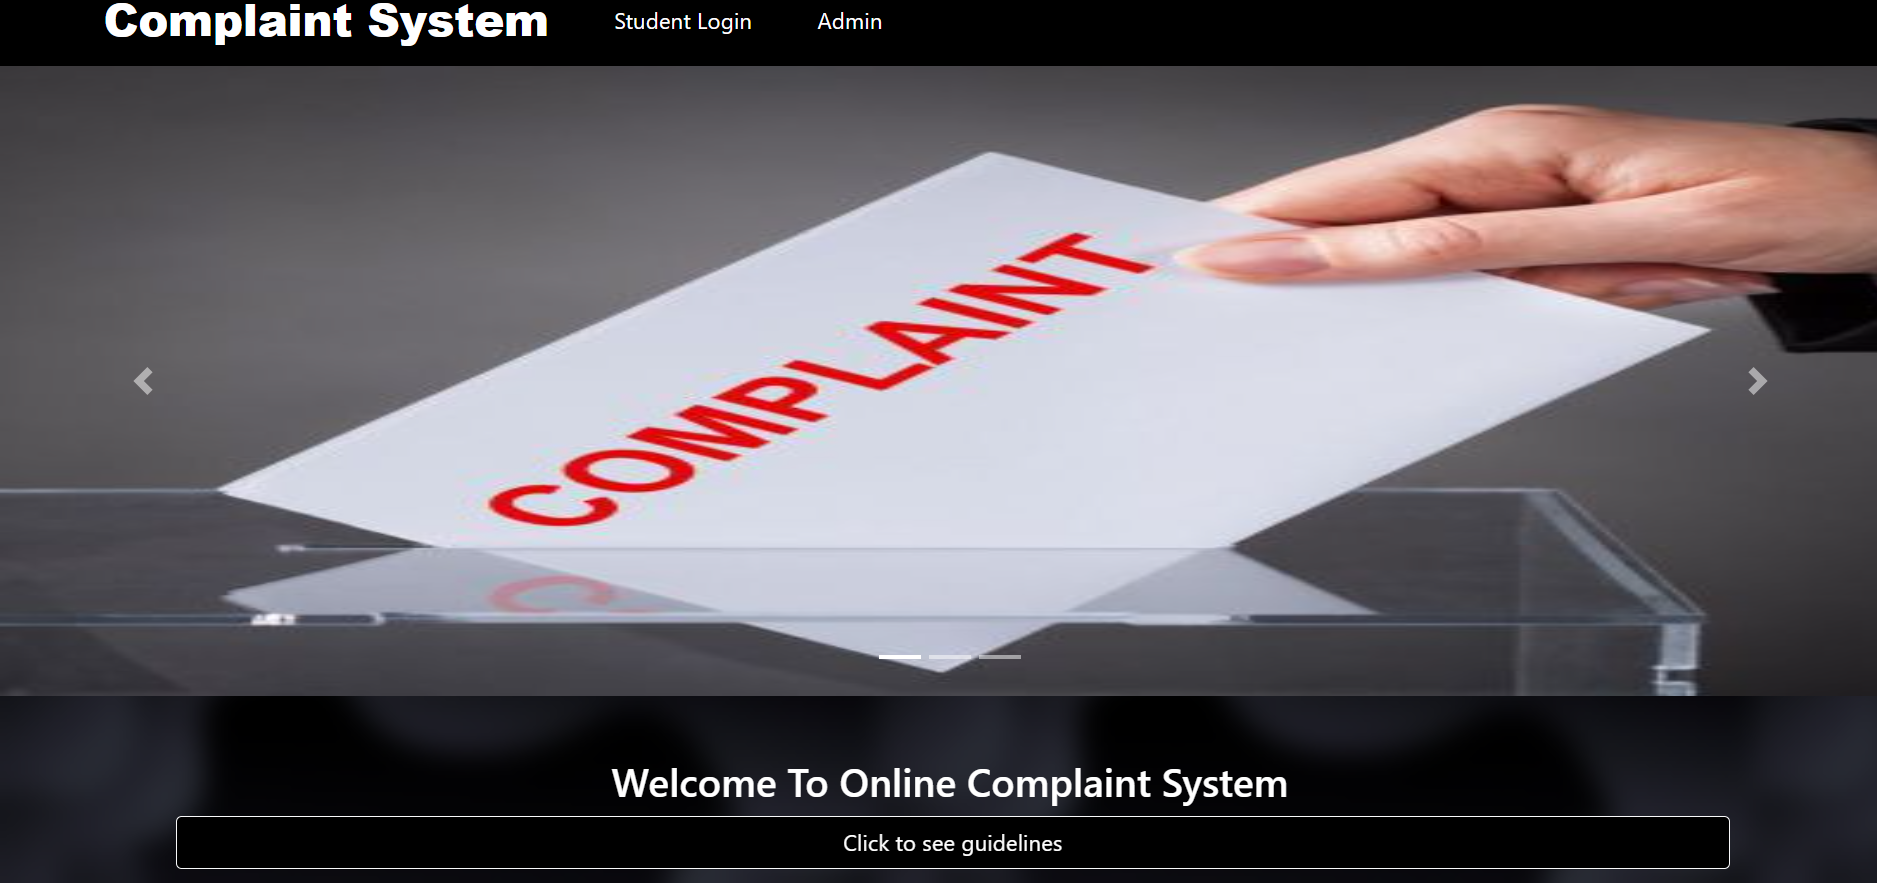 Complaint System Student Login Admin
COMPLAINT
C
Welcome To Online Complaint System
Click to see guidelines